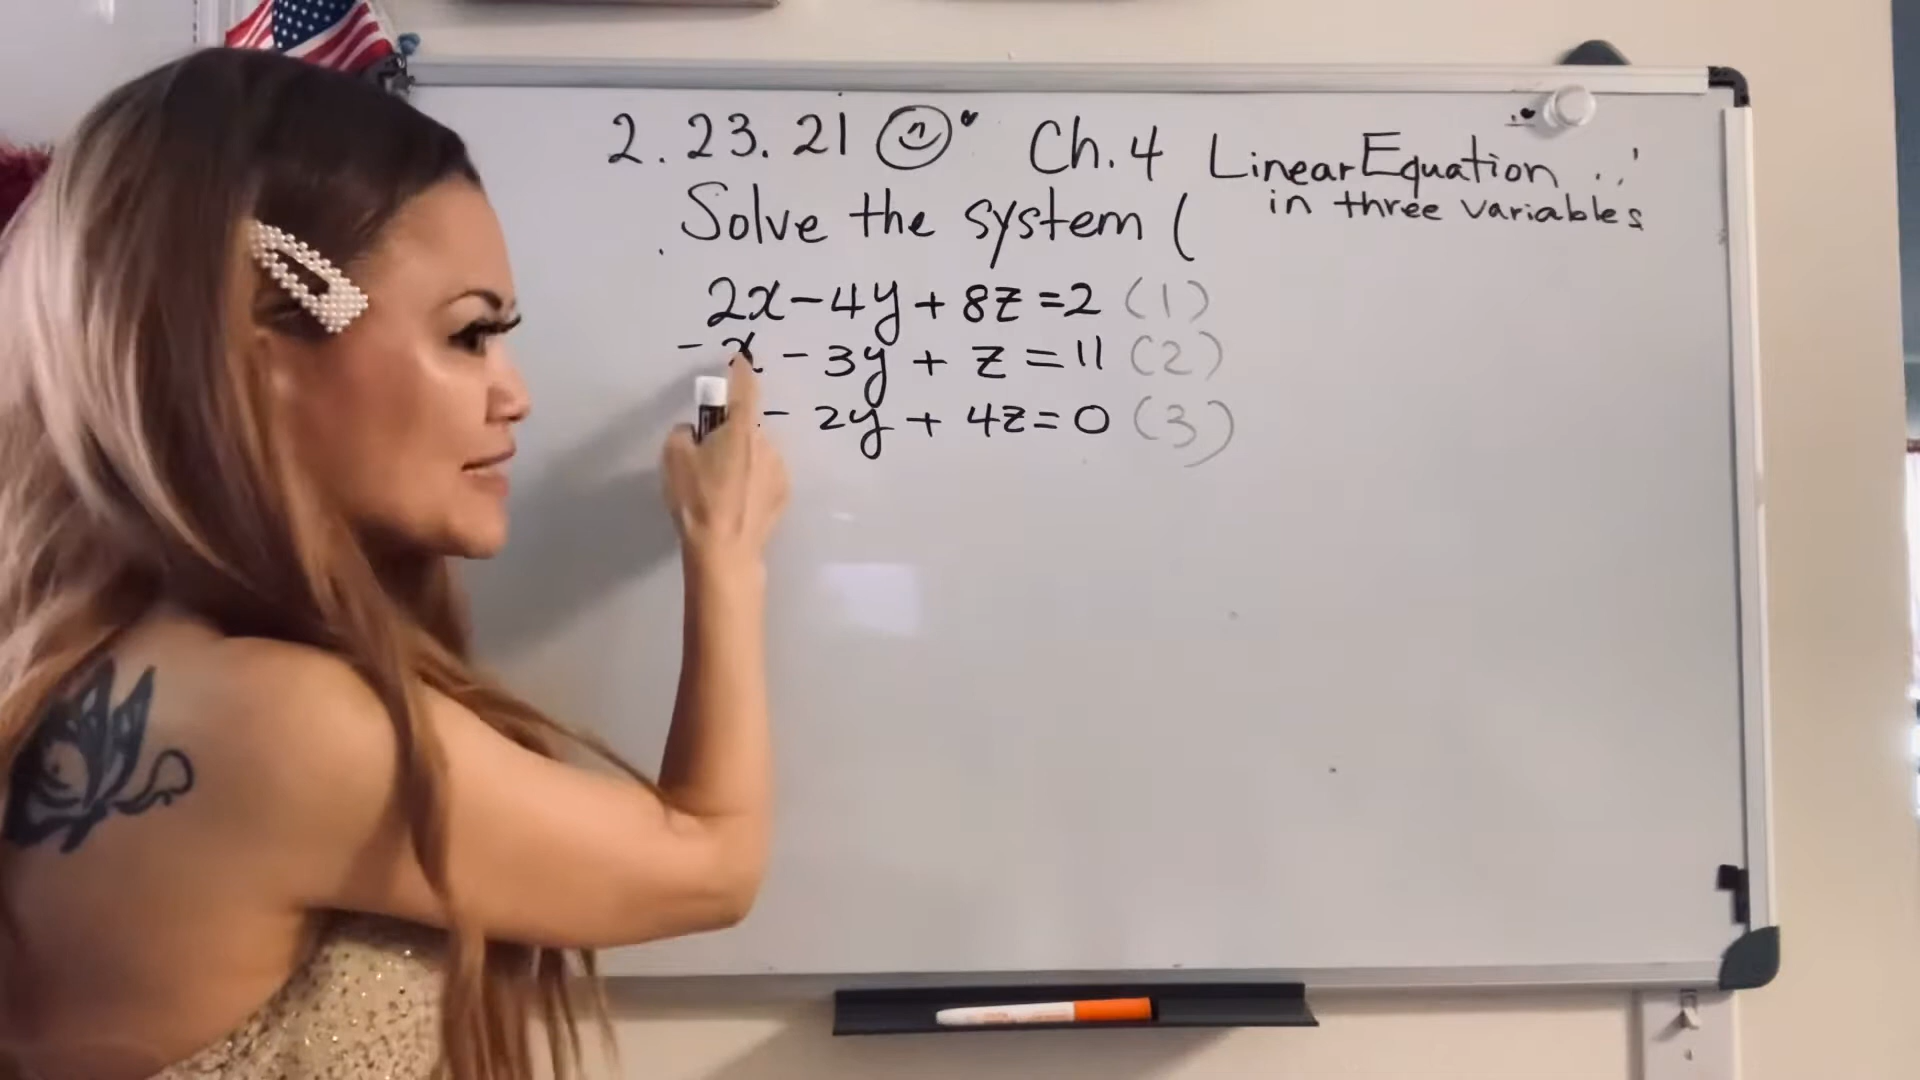 2.23.21 Ch.4 Linear Equation
in three variables
Solve the system (
2x-4y+8z=2 (1)
-x-3y+z=11 (2)
- 2y+4z=0 (3)